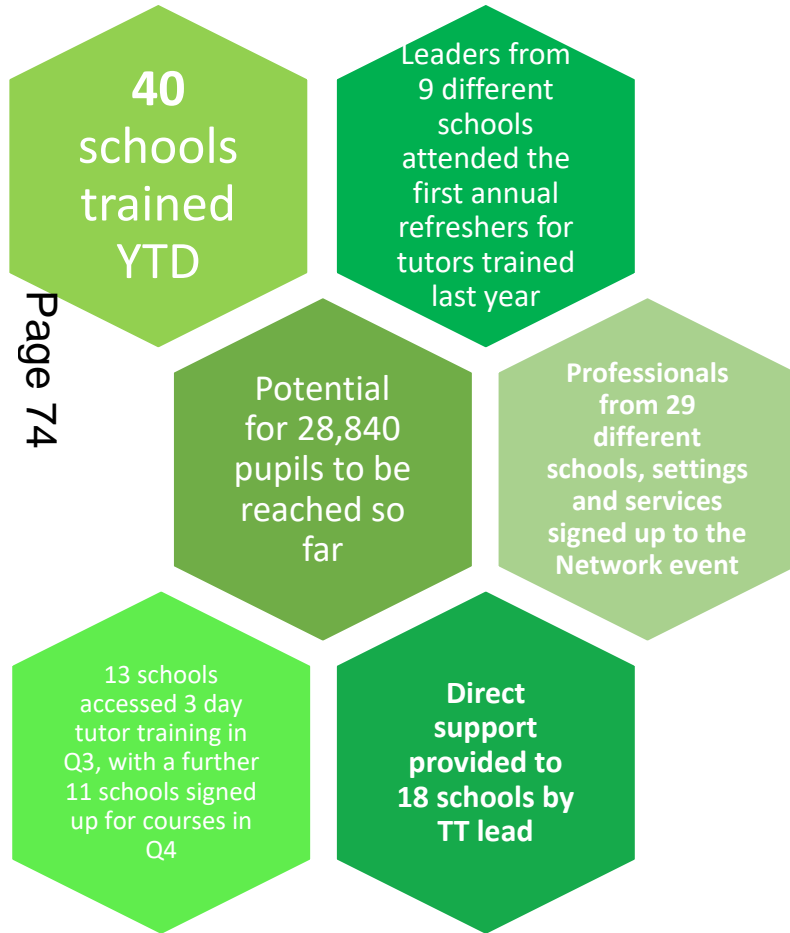 40
schools
trained
YTD
Leaders from
9 different
schools
attended the
first annual
refreshers for
tutors trained
last year
Page 74
Potential
for 28,840
pupils to be
reached so
far
Professionals
from 29
different
schools, settings
and services
signed up to the
Network event
13 schools
accessed 3 day
tutor training in
Q3, with a further
11 schools signed
up for courses in
Q4
Direct
support
provided to
18 schools by
TT lead